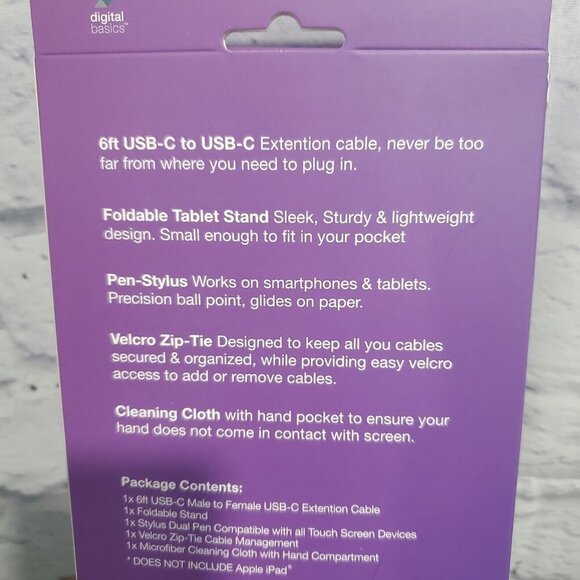 digital
basics™
6ft USB-C to USB-C Extention cable, never be too
far from where you need to plug in.
Foldable Tablet Stand Sleek, Sturdy & lightweight
design. Small enough to fit in your pocket
Pen-Stylus Works on smartphones & tablets.
Precision ball point, glides on paper.
Velcro Zip-Tie Designed to keep all you cables
secured & organized, while providing easy velcro
access to add or remove cables.
Cleaning Cloth with hand pocket to ensure your
hand does not come in contact with screen.
Package Contents:
1x 6ft USB-C Male to Female USB-C Extention Cable
1x Foldable Stand
1x Stylus Dual Pen Compatible with all Touch Screen Devices
1x Velcro Zip-Tie Cable Management
1x Microfiber Cleaning Cloth with Hand Compartment
* DOES NOT INCLUDE Apple iPad®